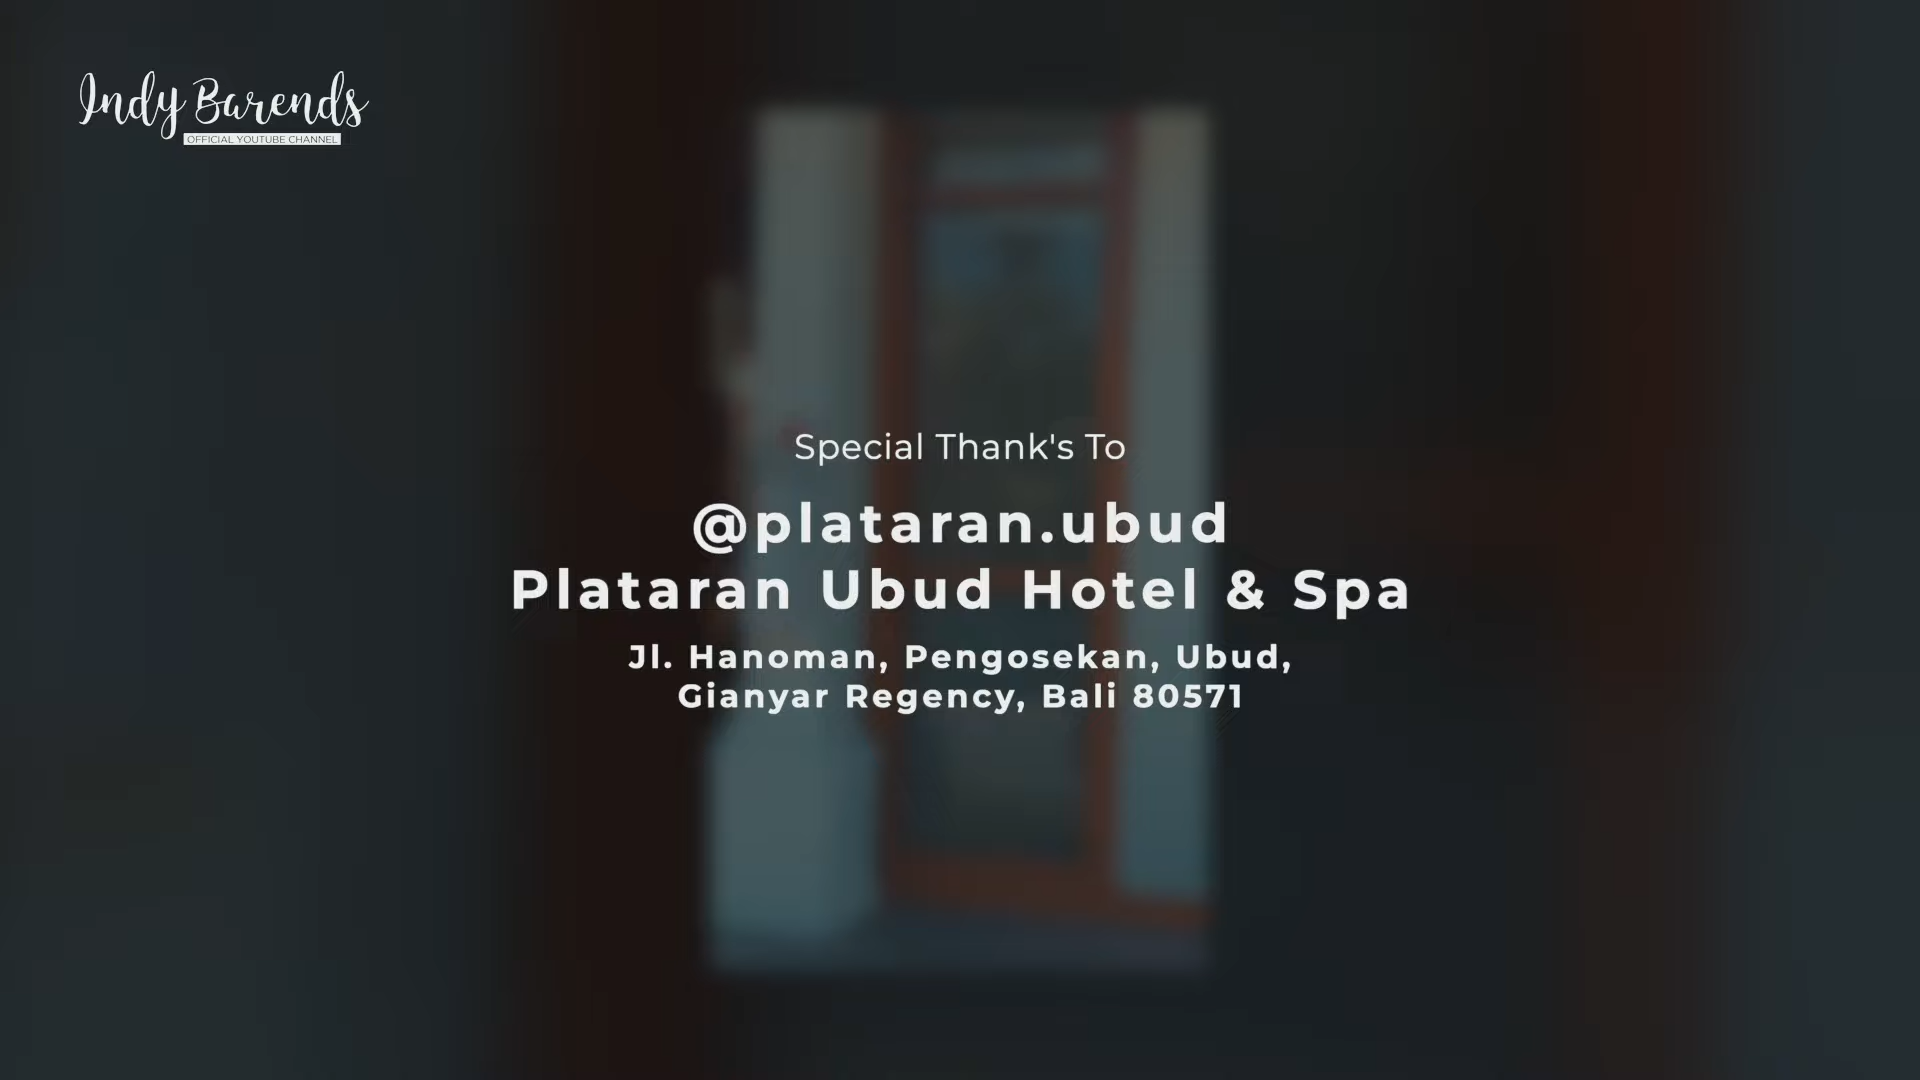 Indy Barends
OFFICIAL YOUTUBE CHANNEL
Special Thank's To
@plataran.ubud
Plataran Ubud Hotel & Spa
Jl. Hanoman, Pengosekan, Ubud,
Gianyar Regency, Bali 80571